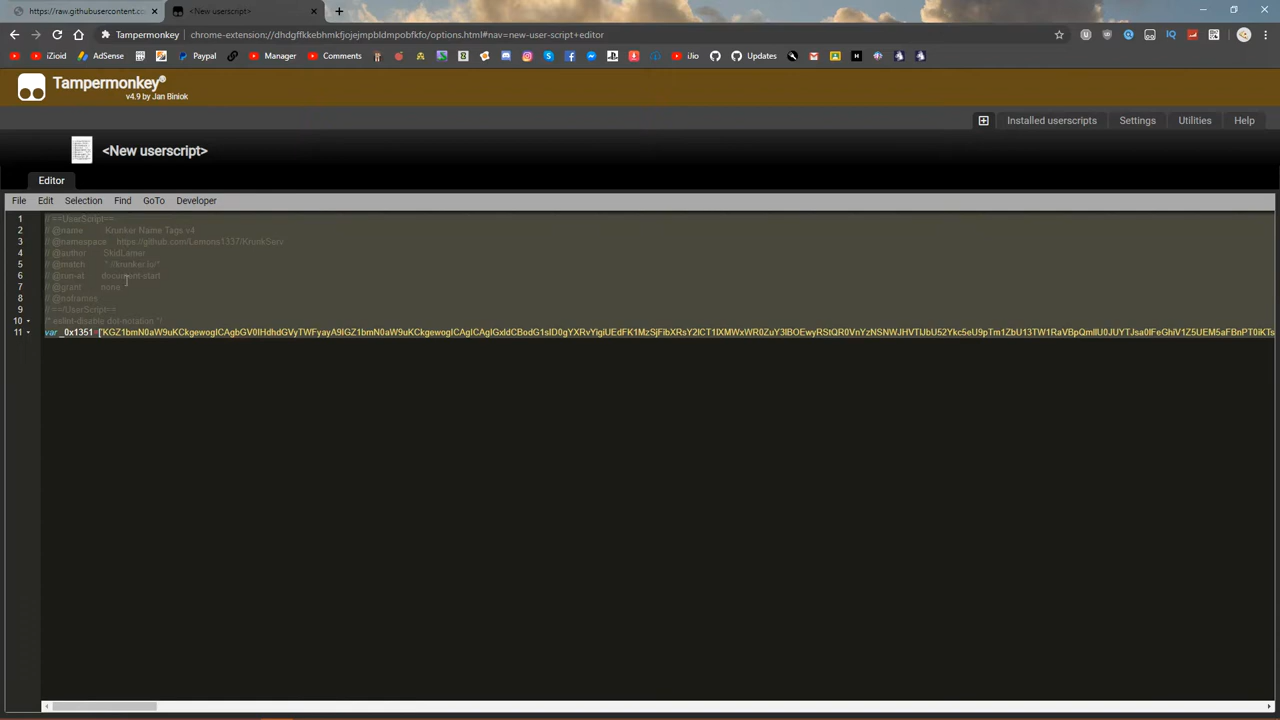 https://raw.githubusercontent.co
<New userscript>
Tampermonkey
chrome-extension://dhdgffkkebhmkfjojejmpbldmpobfkfo/options.html#nav=new-user-script+editor
iZioid
AdSense
Paypal
Manager
Comments
iJio
Notes
Tampermonkey®
v4.9 by Jan Biniok
Installed userscripts
Settings
Utilities
Help
<New userscript>
Editor
File Edit Selection Find GoTo Developer
1 // ==UserScript==
2 // @name Krunker Name Tags v4
3 // @namespace https://github.com/Lemons1337/KrunkServ
4 // @author SkidLamer
5 // @match *://krunker.io/*
6 // @run-at document-start
7 // @grant none
8 // @noframes
9 // ==/UserScript==
10 /* eslint-disable dot-notation */
11 var _0x1351=['